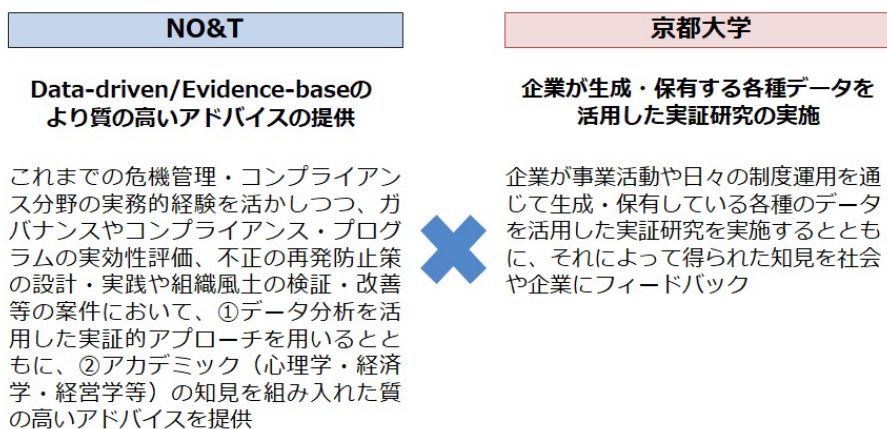 NO&T
Data-driven/Evidence-baseの
より質の高いアドバイスの提供
これまでの危機管理・コンプライアン
ス分野の実務的経験を活かしつつ、ガ
バナンスやコンプライアンス・プログ
ラムの実効性評価、不正の再発防止策
の設計・実践や組織風土の検証・改善
等の案件において、①データ分析を活
用した実証的アプローチを用いるとと
もに、②アカデミック（心理学・経済
学・経営学等）の知見を組み入れた質
の高いアドバイスを提供
京都大学
企業が生成・保有する各種データを
活用した実証研究の実施
企業が事業活動や日々の制度運用を通
じて生成・保有している各種のデータ
を活用した実証研究を実施するととも
に、それによって得られた知見を社会
や企業にフィードバック